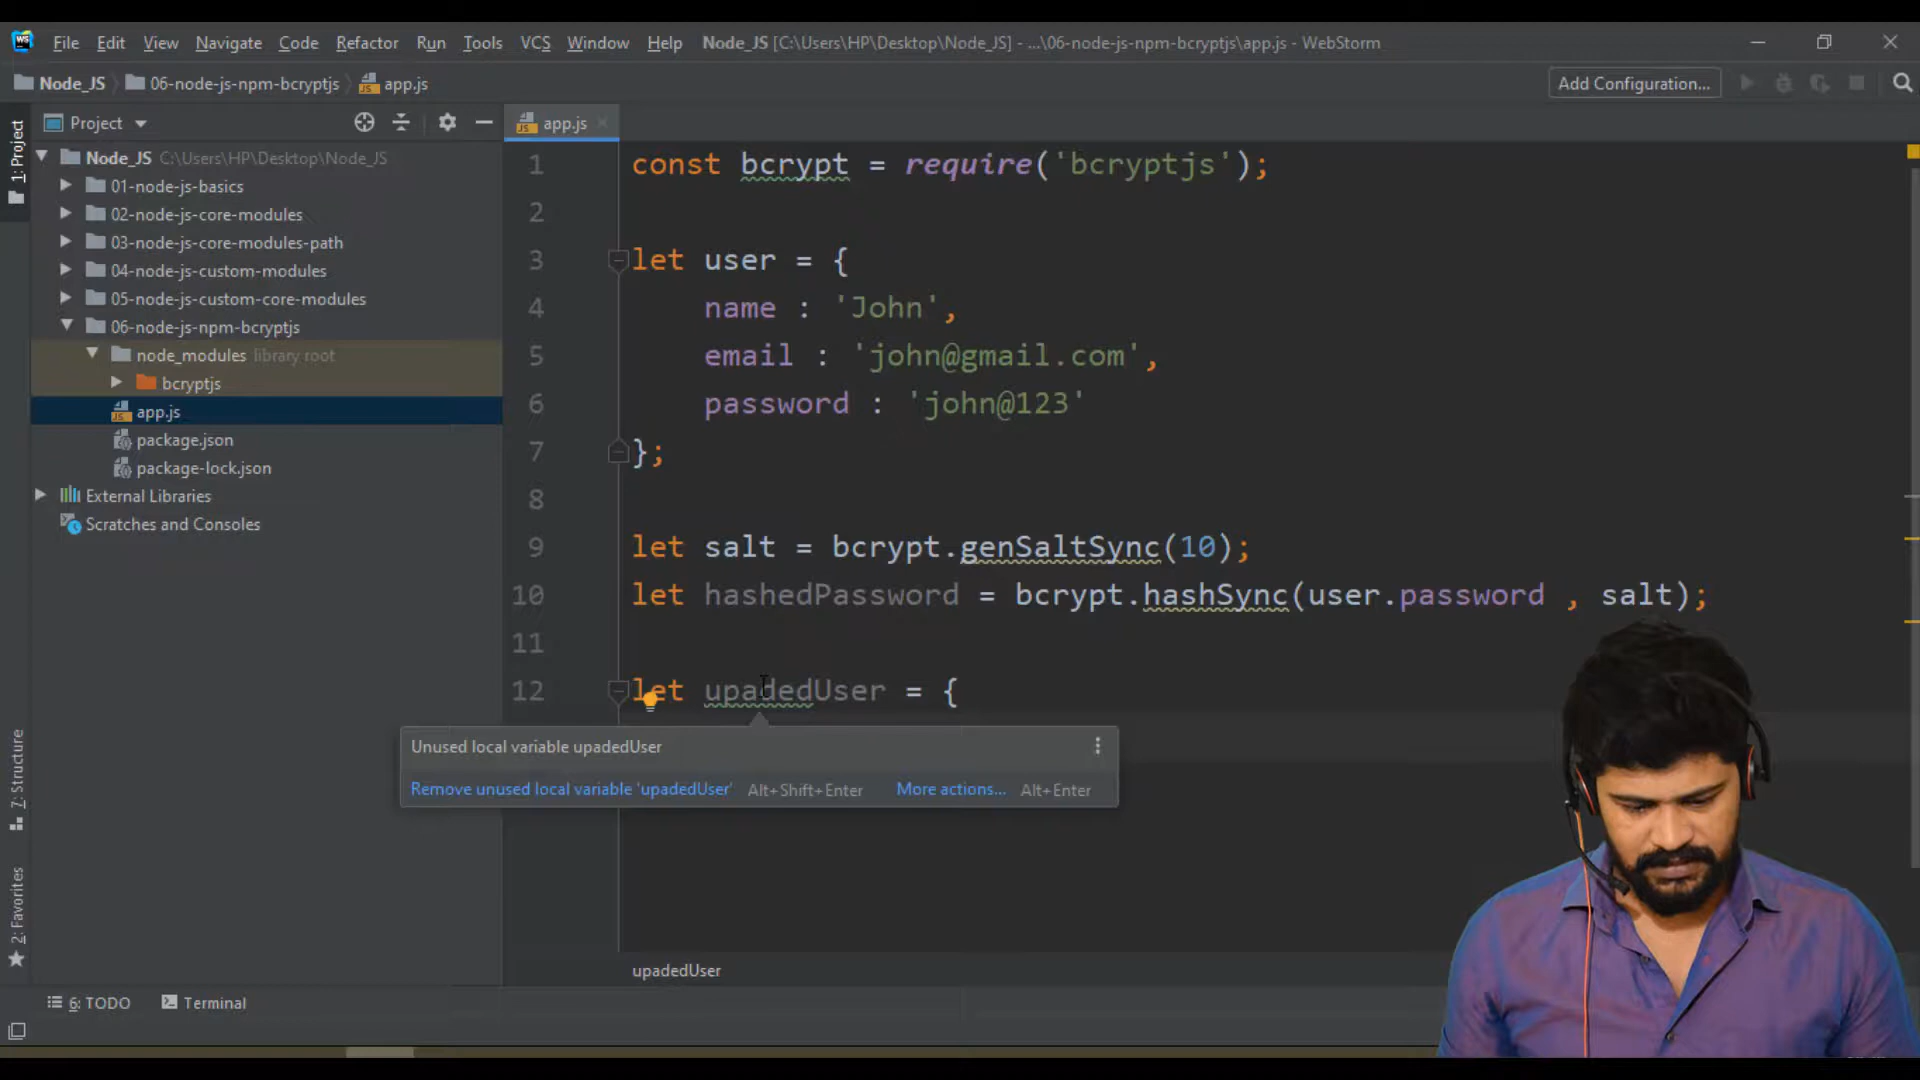 WS File Edit View Navigate Code Refactor Run Tools VCS Window Help Node_JS [C:\Users\HP\Desktop\Node_JS] - ...\06-node-js-npm-bcryptjs\app.js - WebStorm
Node_JS 06-node-js-npm-bcryptjs app.js Add Configuration...
1: Project
Project
Node_JS C:\Users\HP\Desktop\Node_JS
01-node-js-basics
02-node-js-core-modules
03-node-js-core-modules-path
04-node-js-custom-modules
05-node-js-custom-core-modules
06-node-js-npm-bcryptjs
node_modules library root
bcryptjs
app.js
package.json
package-lock.json
External Libraries
Scratches and Consoles
app.js
1 const bcrypt = require('bcryptjs');
2
3 let user = {
4 name : 'John',
5 email : 'john@gmail.com',
6 password : 'john@123'
7 };
8
9 let salt = bcrypt.genSaltSync(10);
10 let hashedPassword = bcrypt.hashSync(user.password , salt);
11
12 let upadedUser = {
Unused local variable upadedUser
Remove unused local variable 'upadedUser' Alt+Shift+Enter More actions... Alt+Enter
upadedUser
7: Structure
2: Favorites
6: TODO Terminal